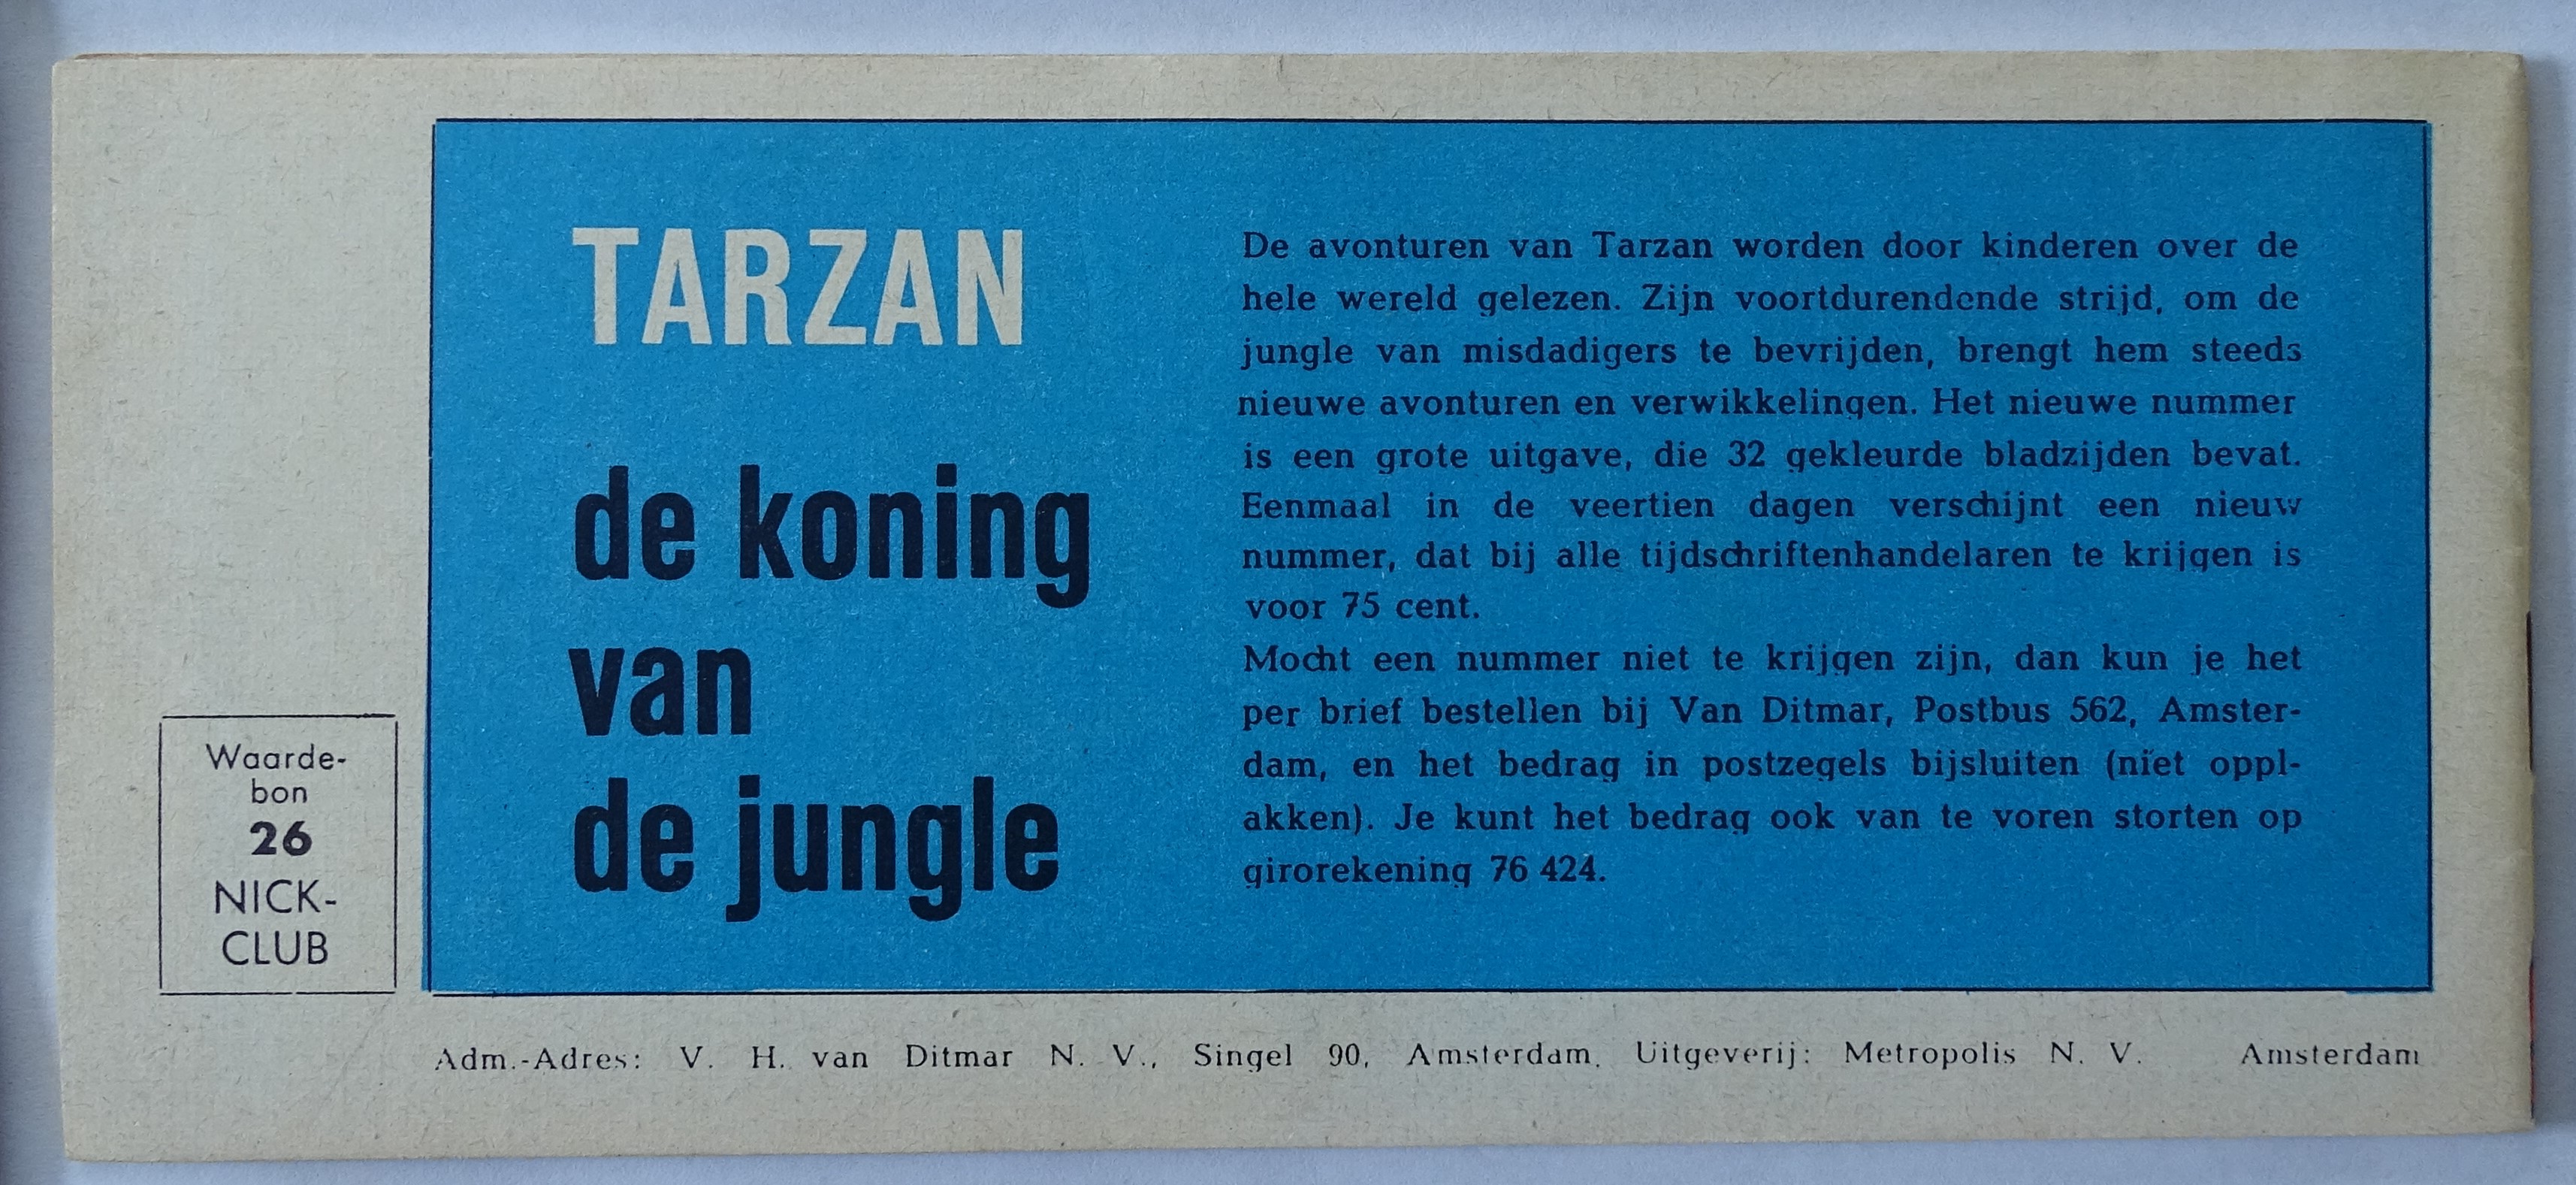 TARZAN
de koning
van
de jungle
De avonturen van Tarzan worden door kinderen over de
hele wereld gelezen. Zijn voortdurendende strijd, om de
jungle van misdadigers te bevrijden, brengt hem steeds
nieuwe avonturen en verwikkelingen. Het nieuwe nummer
is een grote uitgave, die 32 gekleurde bladzijden bevat.
Eenmaal in de veertien dagen verschijnt een nieuw
nummer, dat bij alle tijdschriftenhandelaren te krijgen is
voor 75 cent.
Mocht een nummer niet te krijgen zijn, dan kun je het
per brief bestellen bij Van Ditmar, Postbus 562, Amster-
dam, en het bedrag in postzegels bijsluiten (niet oppl-
akken). Je kunt het bedrag ook van te voren storten op
girorekening 76 424.
Waarde-
bon
26
NICK-
CLUB
Adm.-Adres: V. H. van Ditmar N. V., Singel 90, Amsterdam. Uitgeverij: Metropolis N. V. Amsterdam